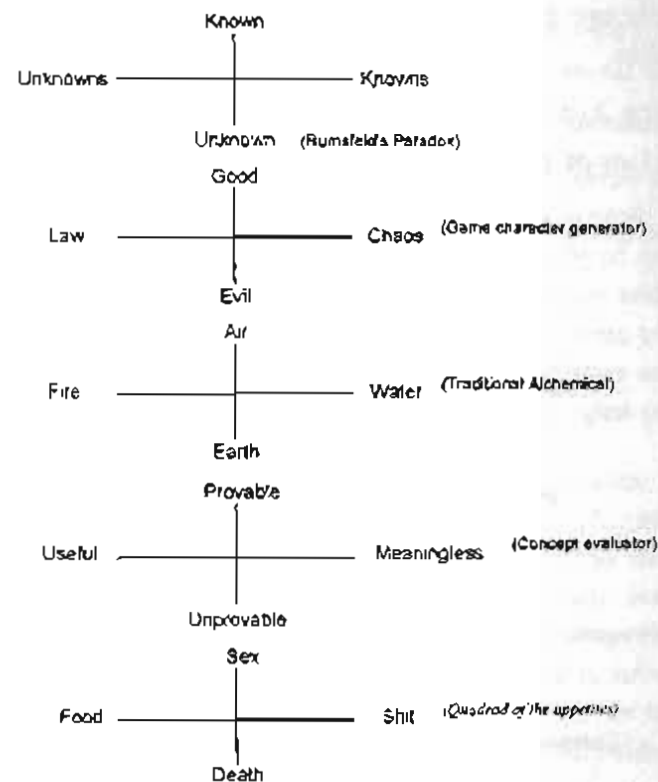 Known
Unknowns Knowns
Unknown (Rumsfeld's Paradox)
Good
Law Chaos (Game character generator)
Evil
Air
Fire Water (Traditional Alchemical)
Earth
Provable
Useful Meaningless (Concept evaluator)
Unprovable
Sex
Food Shit (Quadrad of the appetites)
Death